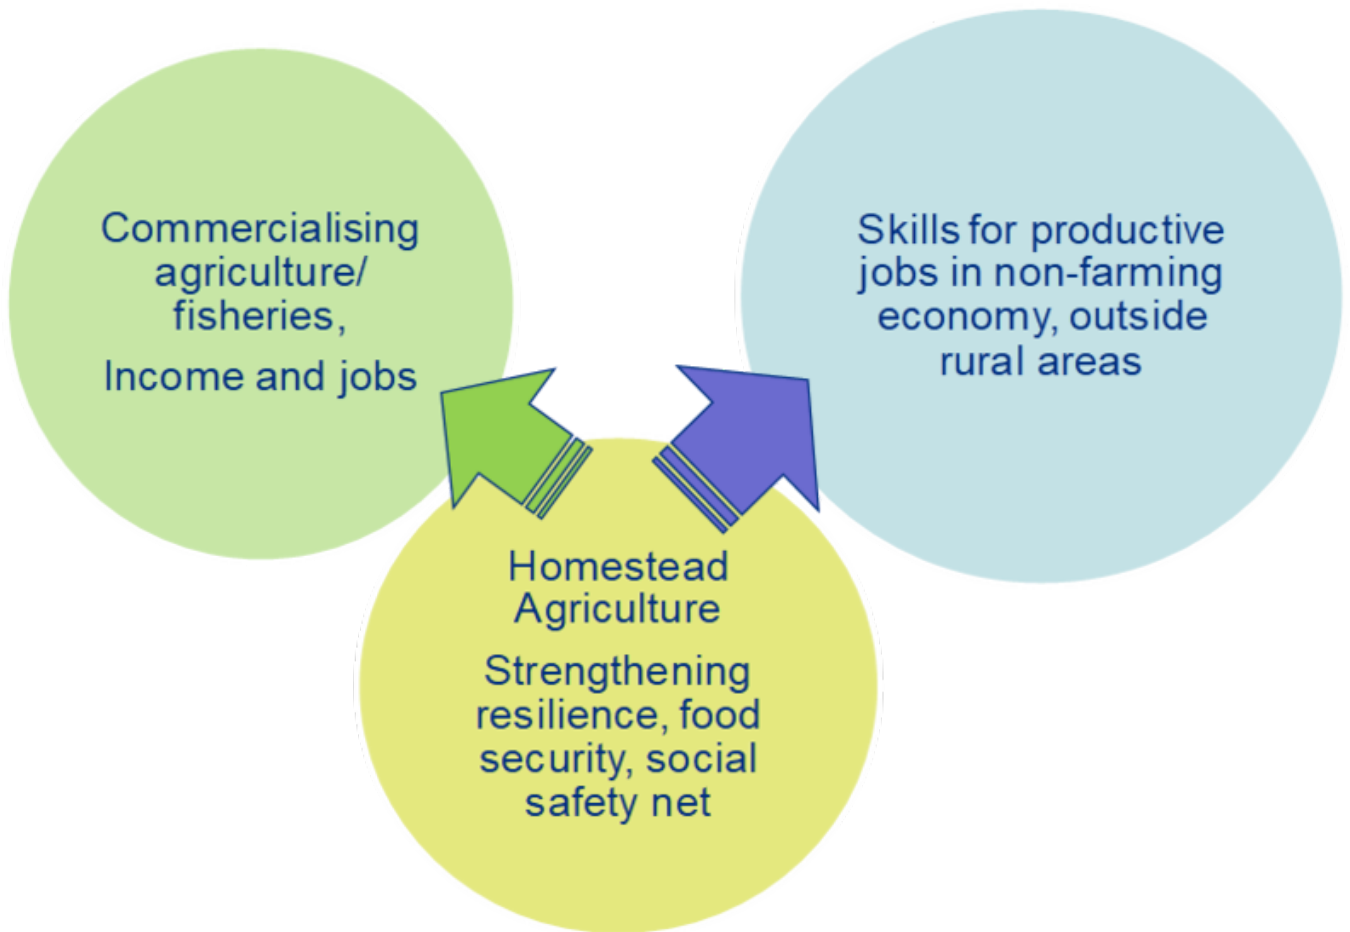 Commercialising
agriculture/
fisheries,
Income and jobs
Skills for productive
jobs in non-farming
economy, outside
rural areas
Homestead
Agriculture
Strengthening
resilience, food
security, social
safety net